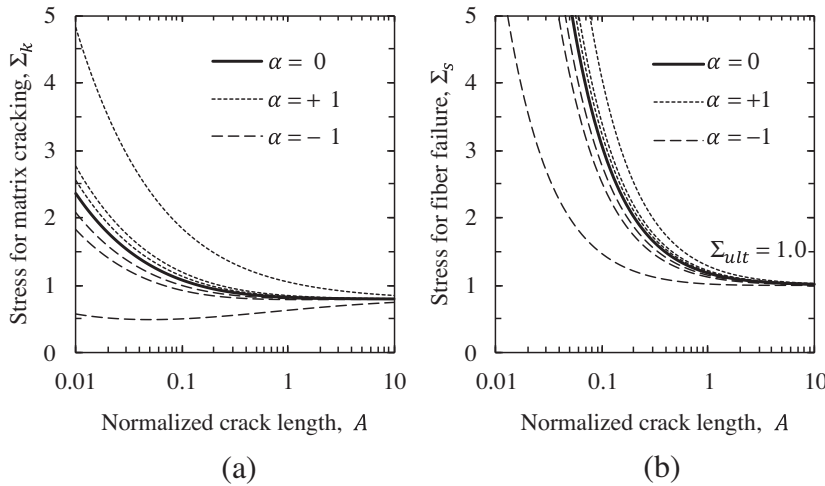 5
4
3
2
1
0
Stress for matrix cracking, Σk
α = 0
α = + 1
α = − 1
0.01
0.1
1
10
Normalized crack length, A
(a)
5
4
3
2
1
0
Stress for fiber failure, Σs
α = 0
α = +1
α = −1
Σult = 1.0
0.01
0.1
1
10
Normalized crack length, A
(b)